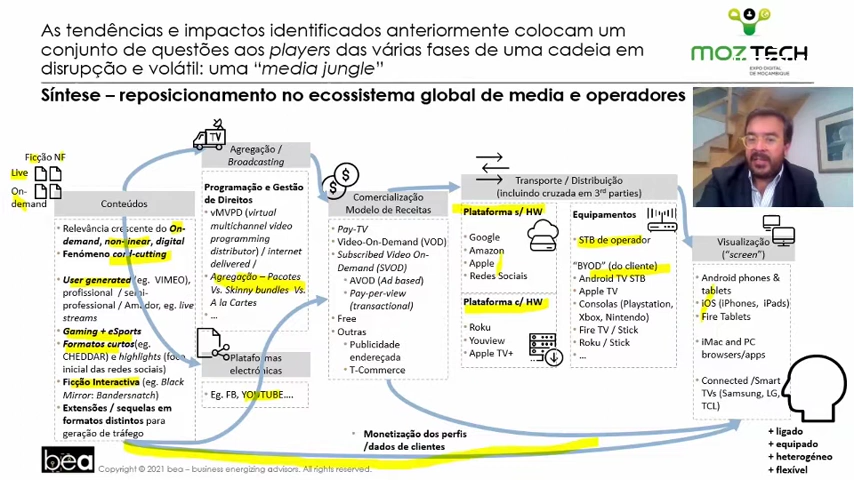 As tendências e impactos identificados anteriormente colocam um
conjunto de questões aos players das várias fases de uma cadeia em
disrupção e volátil: uma “media jungle”
MOZTECH
EXPO DIGITAL
DE MOÇAMBIQUE
Síntese – reposicionamento no ecossistema global de media e operadores
Ficção NF
Live
On-
demand
Conteúdos
Relevância crescente do On-
demand, non-linear, digital
Fenómeno cord-cutting
User generated (eg. VIMEO),
profissional / semi-
profissional / Amador, eg. live
streams
Gaming + eSports
Formatos curtos(eg.
CHEDDAR) e highlights (foco
inicial das redes sociais)
Ficção Interactiva (eg. Black
Mirror: Bandersnatch)
Extensões / sequelas em
formatos distintos para
geração de tráfego
TV
Agregação /
Broadcasting
Programação e Gestão
de Direitos
• vMVPD (virtual
multichannel video
programming
distributor) / internet
delivered /
• Agregação – Pacotes
Vs. Skinny bundles Vs.
A la Cartes
• ...
Plataformas
electrónicas
• Eg. FB, YOUTUBE....
$
$
Comercialização
Modelo de Receitas
• Pay-TV
• Video-On-Demand (VOD)
• Subscribed Video On-
Demand (SVOD)
• AVOD (Ad based)
• Pay-per-view
(transactional)
• Free
• Outras
• Publicidade
endereçada
• T-Commerce
• Monetização dos perfis
/dados de clientes
Transporte / Distribuição
(incluindo cruzada em 3rd parties)
Plataforma s/ HW
• Google
• Amazon
• Apple
• Redes Sociais
Plataforma c/ HW
• Roku
• Youview
• Apple TV+
Equipamentos
• STB de operador
"BYOD” (do cliente)
• Android TV STB
• Apple TV
• Consolas (Playstation,
Xbox, Nintendo)
• Fire TV / Stick
• Roku / Stick
• ...
Visualização
(“screen”)
• Android phones &
tablets
• iOS (iPhones, iPads)
• Fire Tablets
• iMac and PC
browsers/apps
• Connected /Smart
TVs (Samsung, LG,
TCL)
+ ligado
+ equipado
+ heterogéneo
+ flexível
bea
Copyright © 2021 bea – business energizing advisors. All rights reserved.